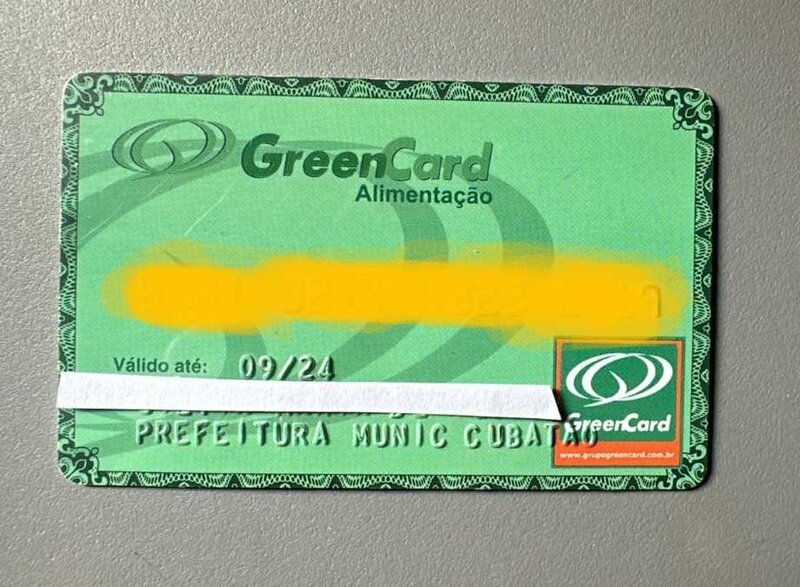 GreenCard
Alimentação
Válido até: 09/24
PREFEITURA MUNIC CUBATAO
GreenCard
www.grupogreencard.com.br